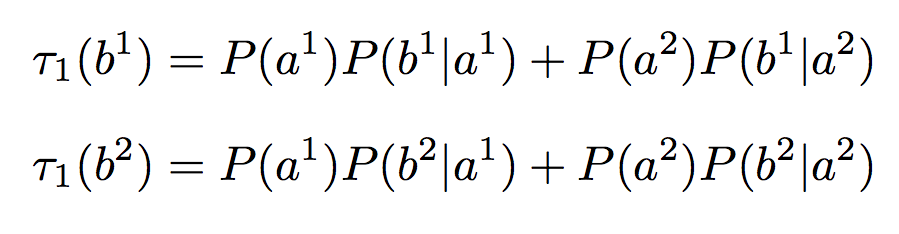 τ₁(b¹) = P(a¹)P(b¹|a¹) + P(a²)P(b¹|a²)
τ₁(b²) = P(a¹)P(b²|a¹) + P(a²)P(b²|a²)